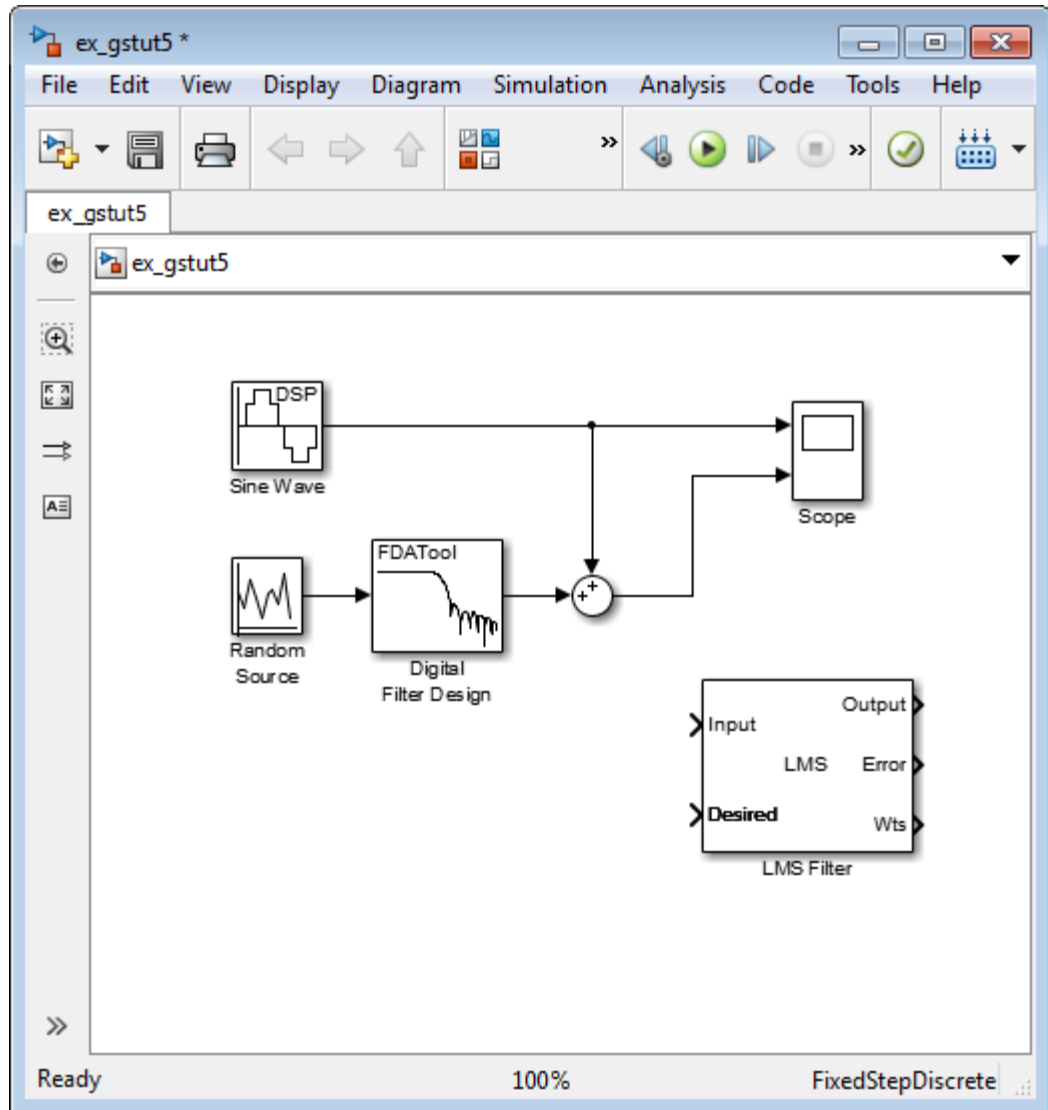 ex_gstut5 *
File Edit View Display Diagram Simulation Analysis Code Tools Help
ex_gstut5
ex_gstut5
DSP
Sine Wave
Scope
FDATool
Random
Source
Digital
Filter Design
Input
Output
LMS
Error
Desired
Wts
LMS Filter
Ready 100% FixedStepDiscrete